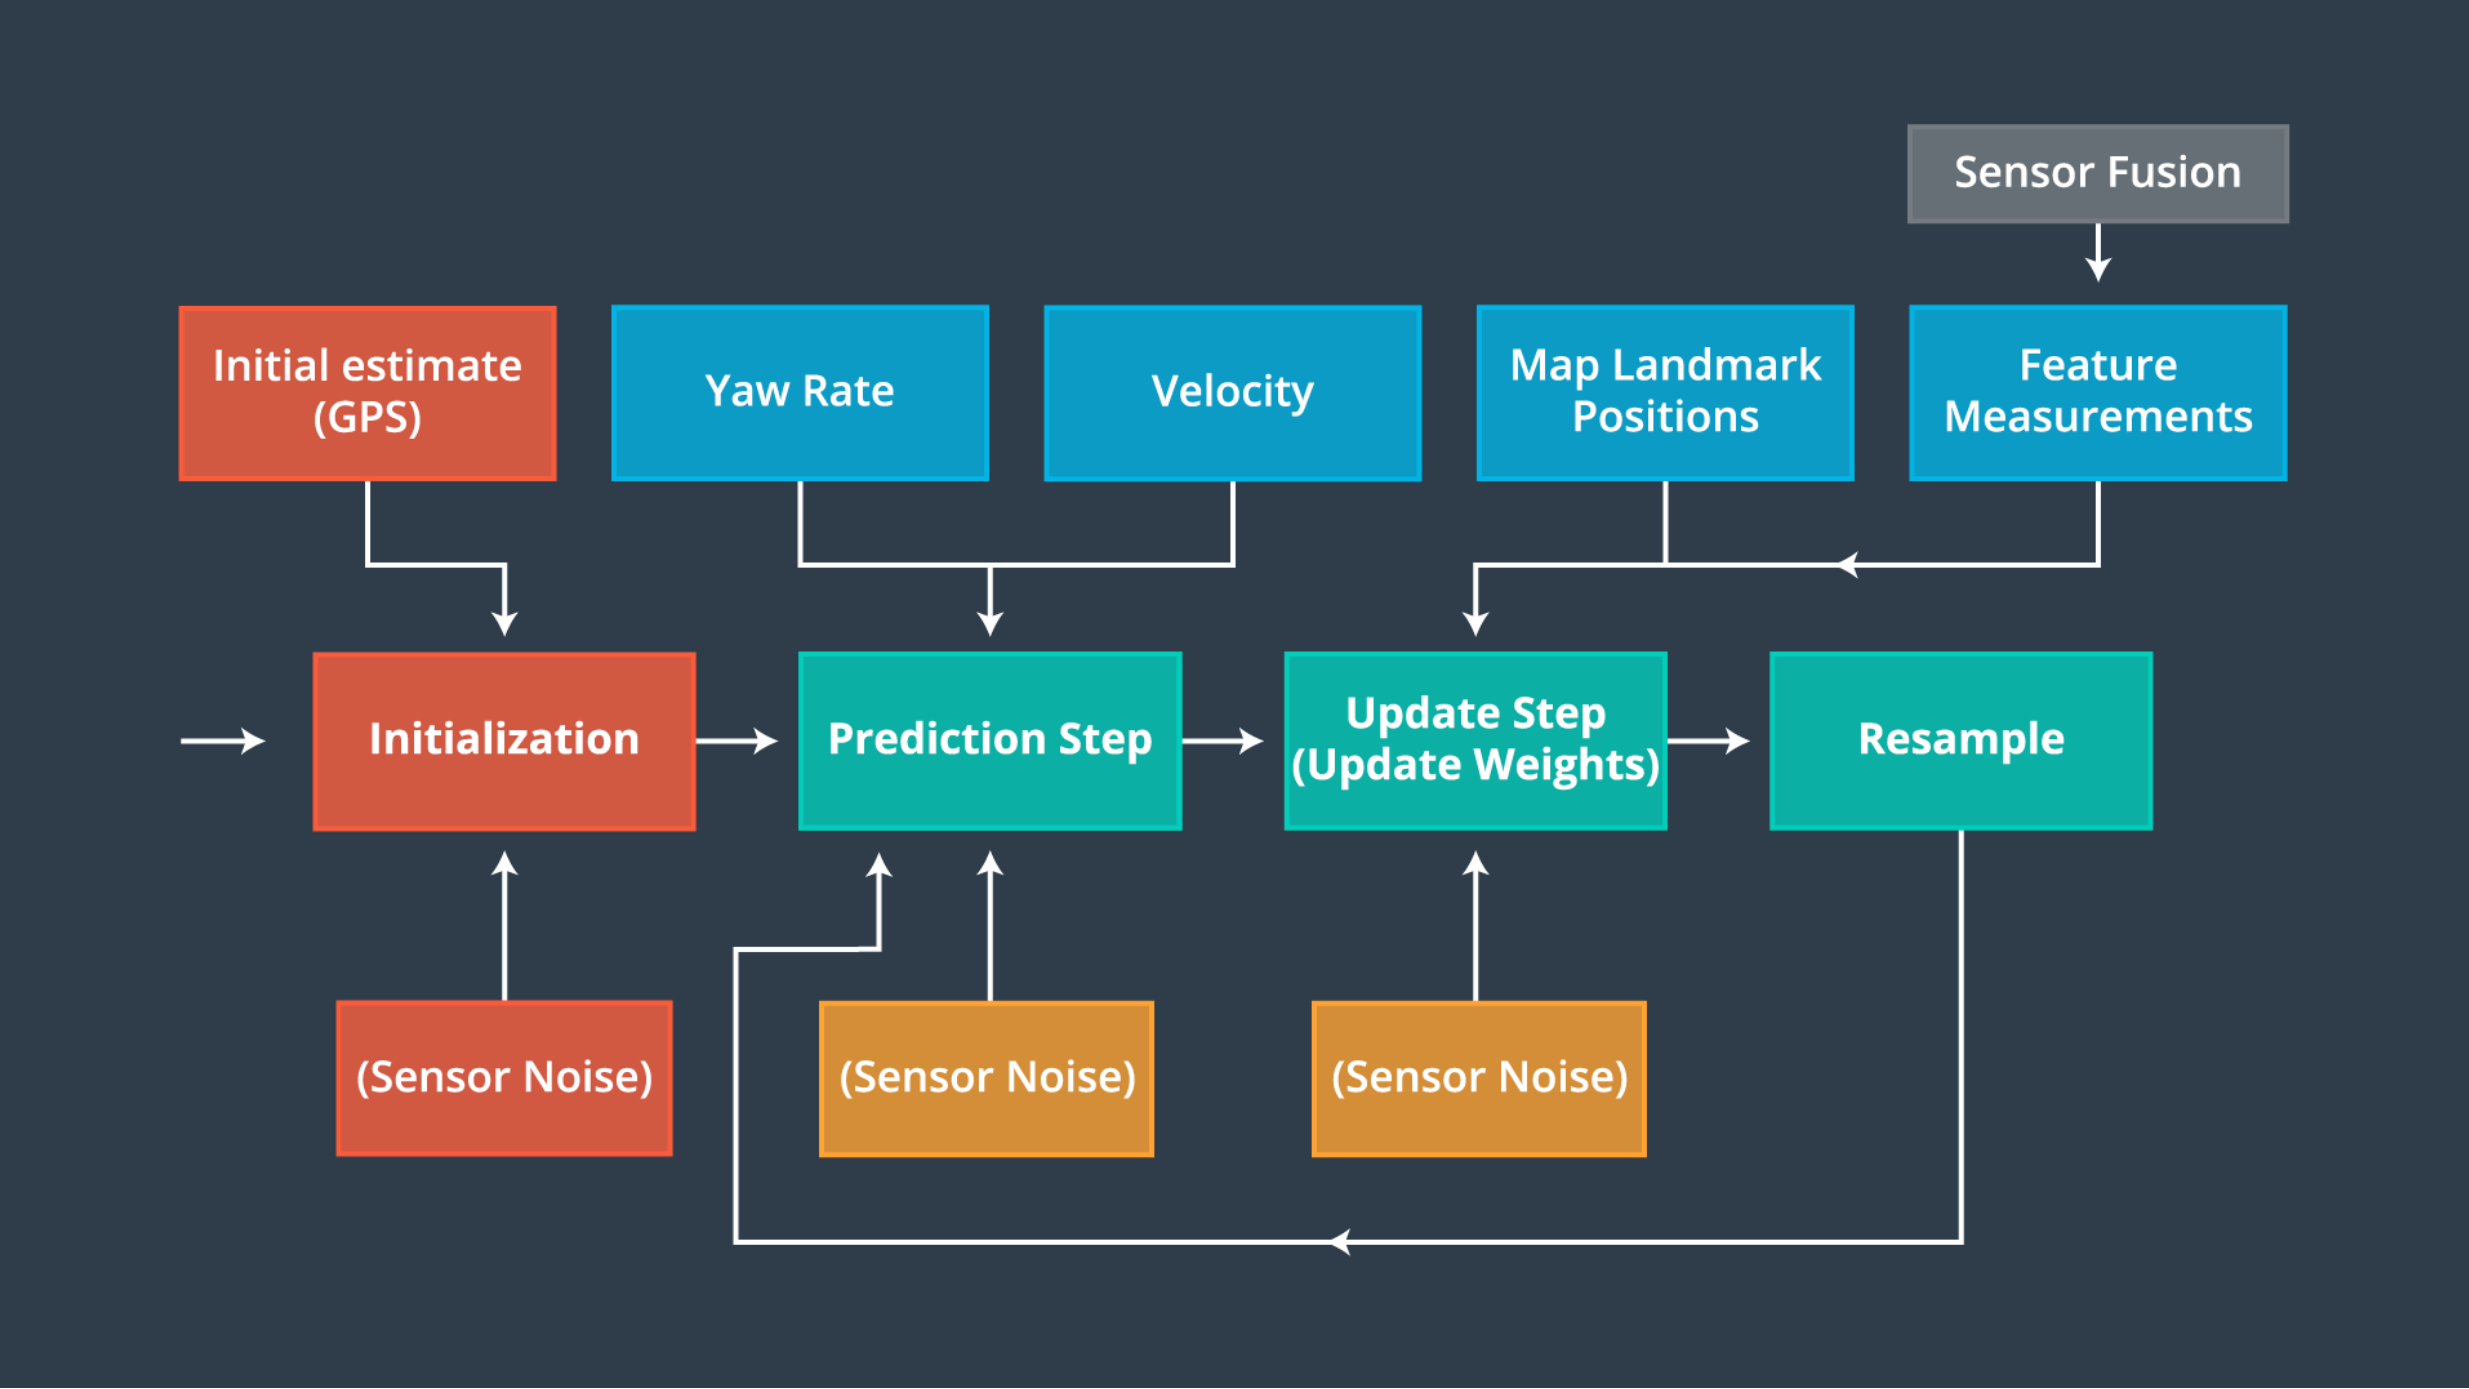 Sensor Fusion
Initial estimate
(GPS)
Yaw Rate
Velocity
Map Landmark
Positions
Feature
Measurements
Initialization
Prediction Step
Update Step
(Update Weights)
Resample
(Sensor Noise)
(Sensor Noise)
(Sensor Noise)